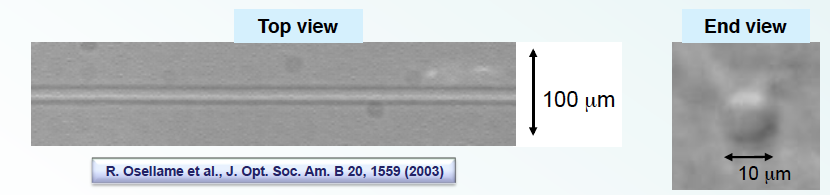 Top view
End view
100 μm
10 μm
R. Osellame et al., J. Opt. Soc. Am. B 20, 1559 (2003)